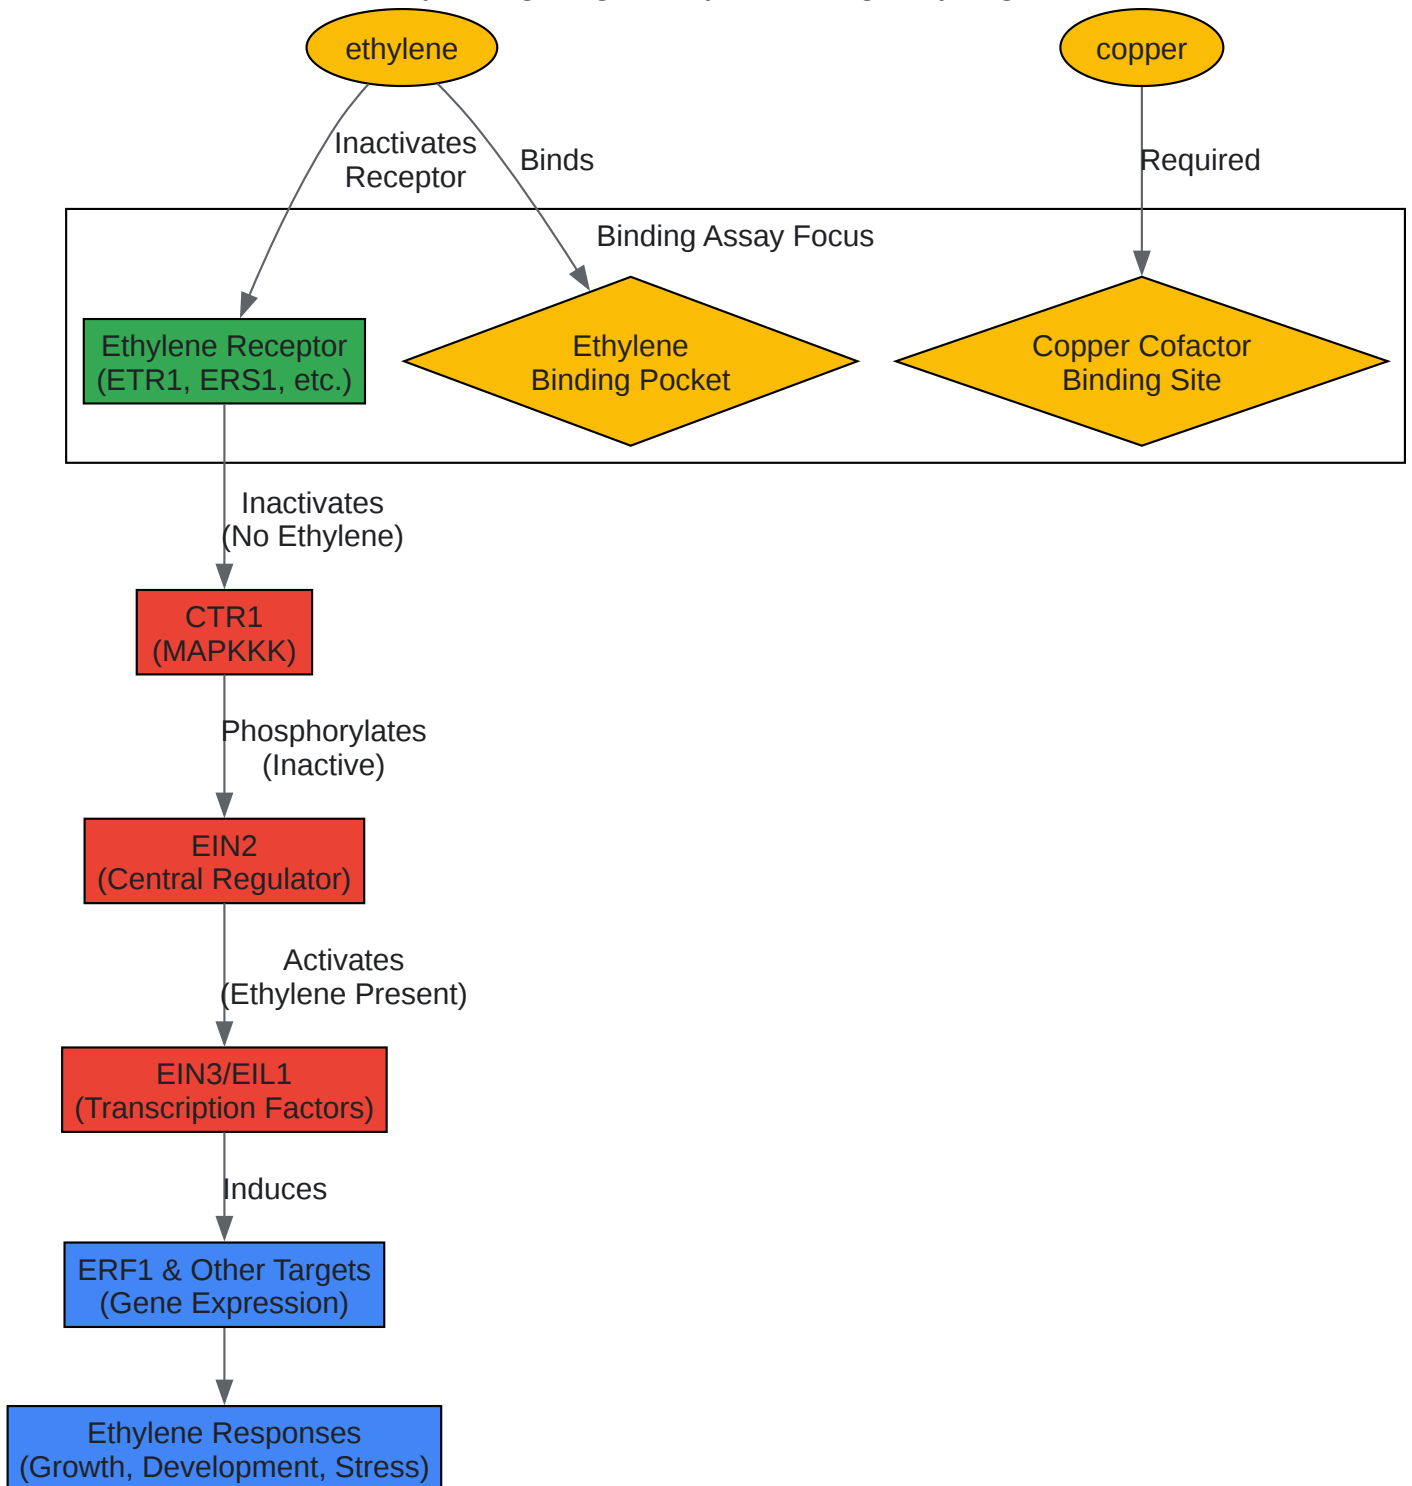 ethylene
copper
Inactivates
Receptor
Binds
Required
Binding Assay Focus
Ethylene Receptor
(ETR1, ERS1, etc.)
Ethylene
Binding Pocket
Copper Cofactor
Binding Site
Inactivates
(No Ethylene)
CTR1
(MAPKKK)
Phosphorylates
(Inactive)
EIN2
(Central Regulator)
Activates
(Ethylene Present)
EIN3/EIL1
(Transcription Factors)
Induces
ERF1 & Other Targets
(Gene Expression)
Ethylene Responses
(Growth, Development, Stress)